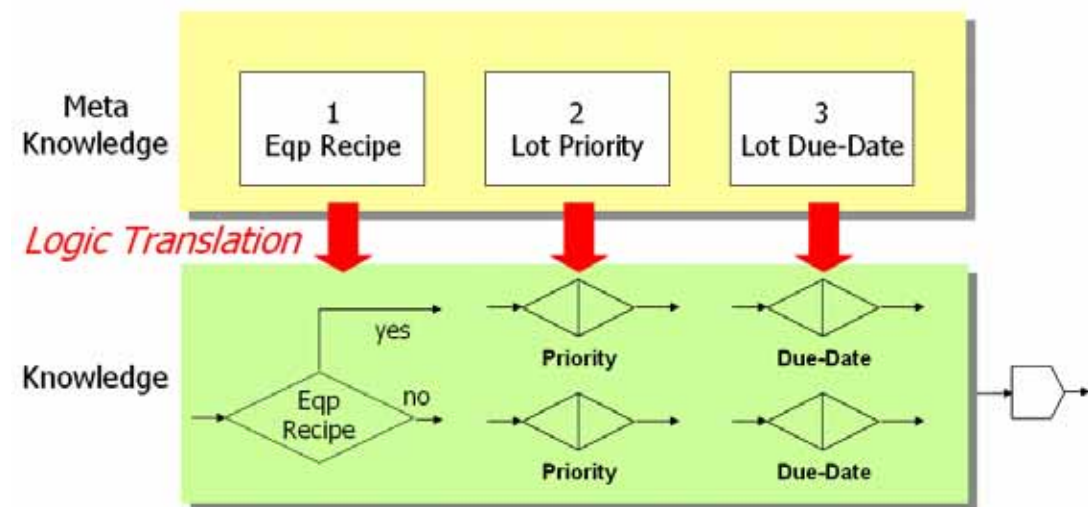 Meta
Knowledge
1
Eqp Recipe
2
Lot Priority
3
Lot Due-Date
Logic Translation
Knowledge
Eqp
Recipe
yes
no
Priority
Due-Date
Priority
Due-Date